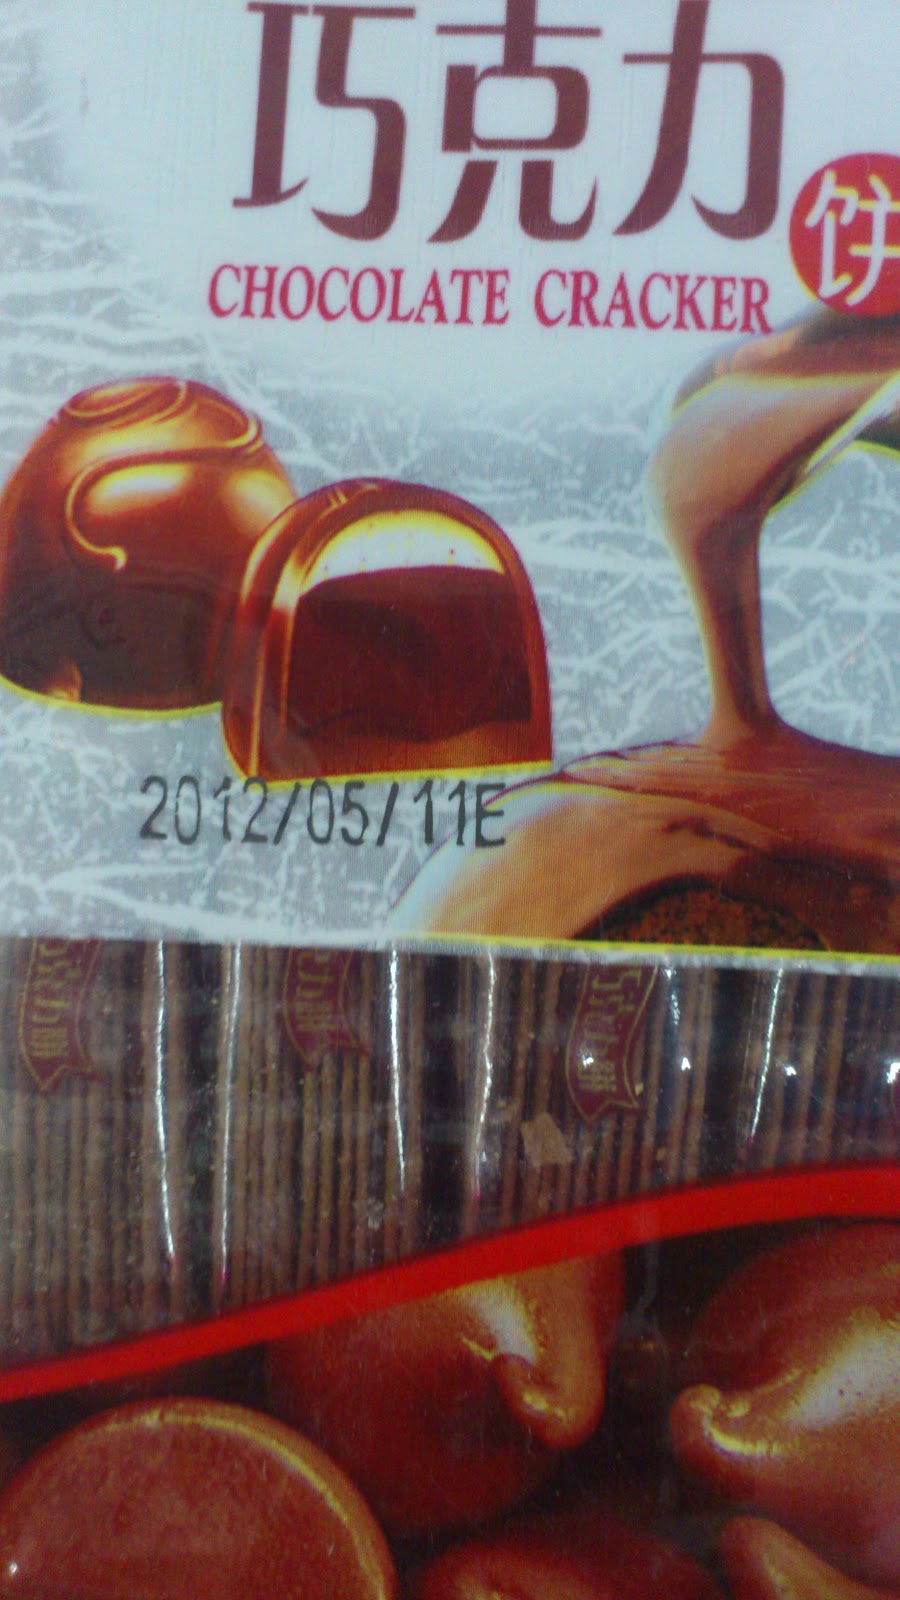 巧克力
饼
CHOCOLATE CRACKER
2012/05/11E